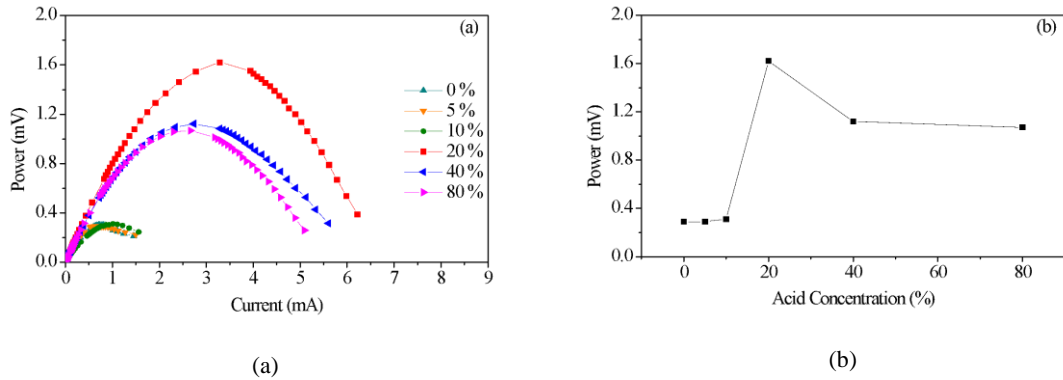 (a)
Power (mV)
2.0
1.6
1.2
0.8
0.4
0.0
0 %
5 %
10 %
20 %
40 %
80 %
0 1 2 3 4 5 6 7 8 9
Current (mA)
(a)
(b)
Power (mV)
2.0
1.6
1.2
0.8
0.4
0.0
0 20 40 60 80
Acid Concentration (%)
(b)